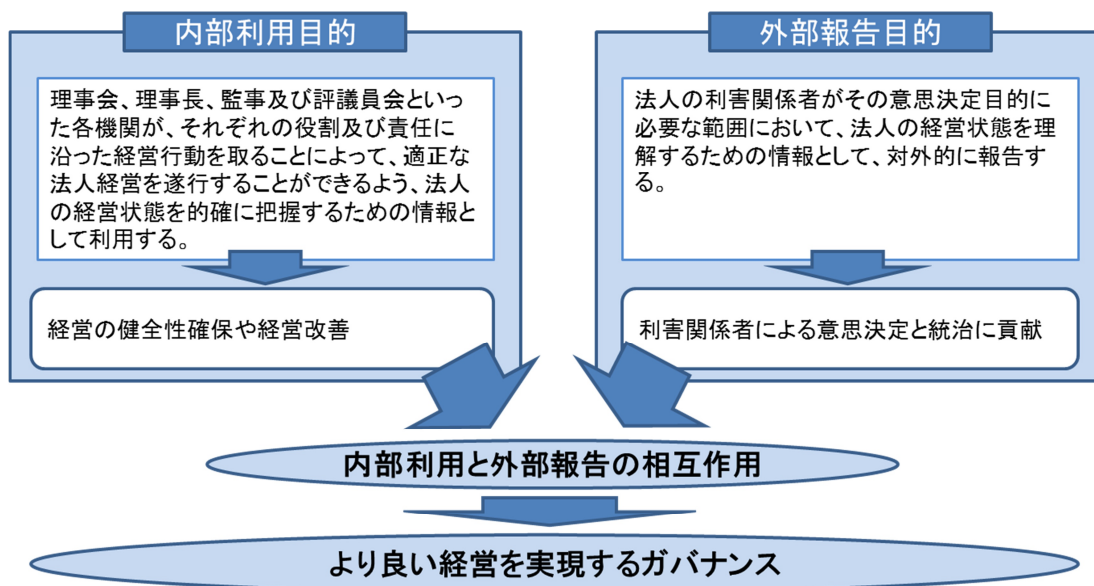 内部利用目的
理事会、理事長、監事及び評議員会といっ
た各機関が、それぞれの役割及び責任に
沿った経営行動を取ることによって、適正な
法人経営を遂行することができるよう、法人
の経営状態を的確に把握するための情報と
して利用する。
経営の健全性確保や経営改善
外部報告目的
法人の利害関係者がその意思決定目的に
必要な範囲において、法人の経営状態を理
解するための情報として、対外的に報告す
る。
利害関係者による意思決定と統治に貢献
内部利用と外部報告の相互作用
より良い経営を実現するガバナンス